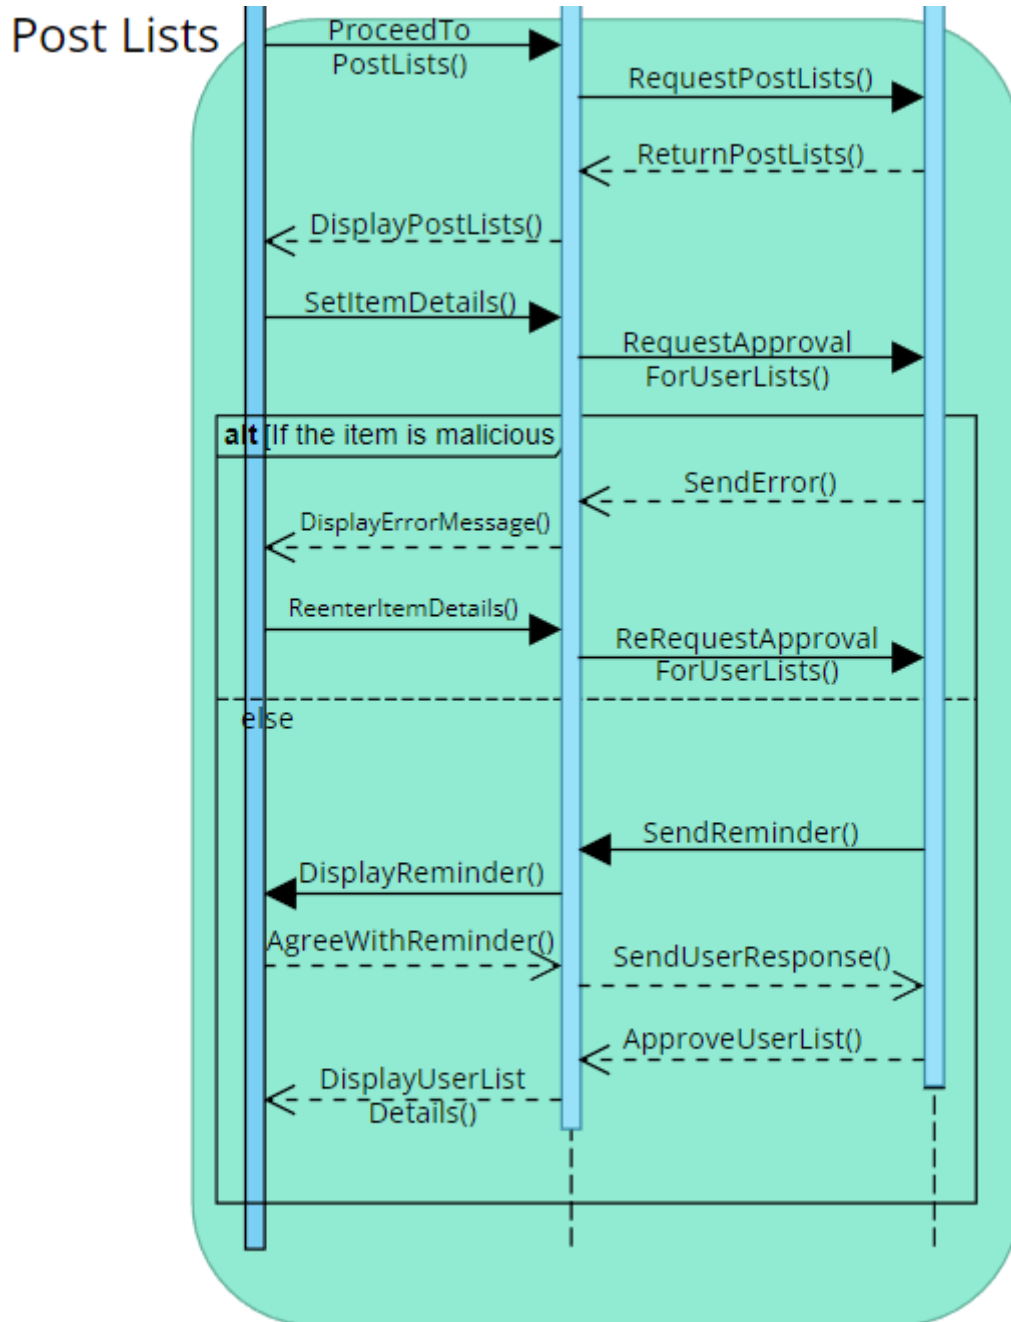 Post Lists
ProceedTo
PostLists()
RequestPostLists()
ReturnPostLists()
DisplayPostLists()
SetItemDetails()
RequestApproval
ForUserLists()
alt [If the item is malicious
SendError()
DisplayErrorMessage()
ReenterItemDetails()
ReRequestApproval
ForUserLists()
else
SendReminder()
DisplayReminder()
AgreeWithReminder()
SendUserResponse()
ApproveUserList()
DisplayUserList
Details()